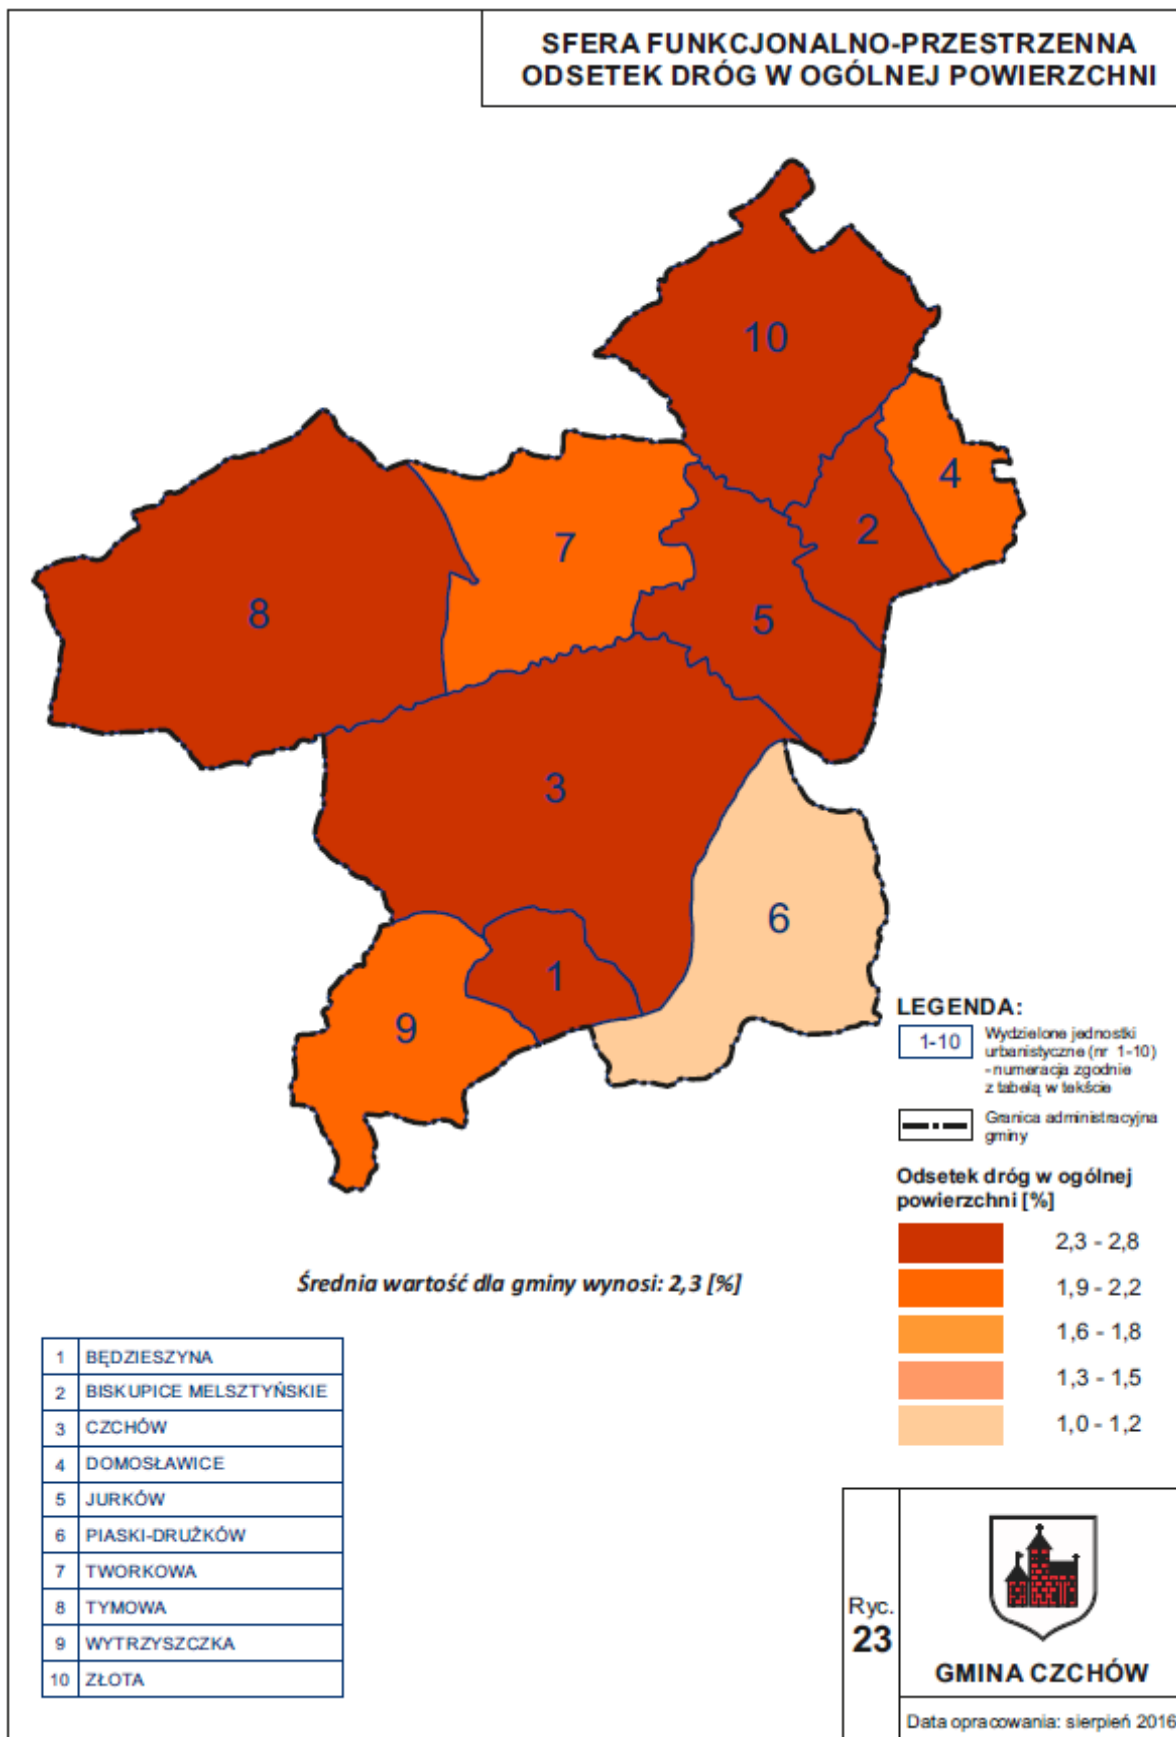 SFERA FUNKCJONALNO-PRZESTRZENNA
ODSETEK DRÓG W OGÓLNEJ POWIERZCHNI
10
4
2
7
8
5
3
6
1
9
LEGENDA:
1-10 Wydzielone jednostki
urbanistyczne (nr 1-10)
- numeracja zgodnie
z tabelą w tekście
Granica administracyjna
gminy
Odsetek dróg w ogólnej
powierzchni [%]
2,3 - 2,8
1,9 - 2,2
1,6 - 1,8
1,3 - 1,5
1,0 - 1,2
Średnia wartość dla gminy wynosi: 2,3 [%]
1 BĘDZIESZYNA
2 BISKUPICE MELSZTYŃSKIE
3 CZCHÓW
4 DOMOSŁAWICE
5 JURKÓW
6 PIASKI-DRUŻKÓW
7 TWORKOWA
8 TYMOWA
9 WYTRZYSZCZKA
10 ZŁOTA
Ryc.
23
GMINA CZCHÓW
Data opracowania: sierpień 2016